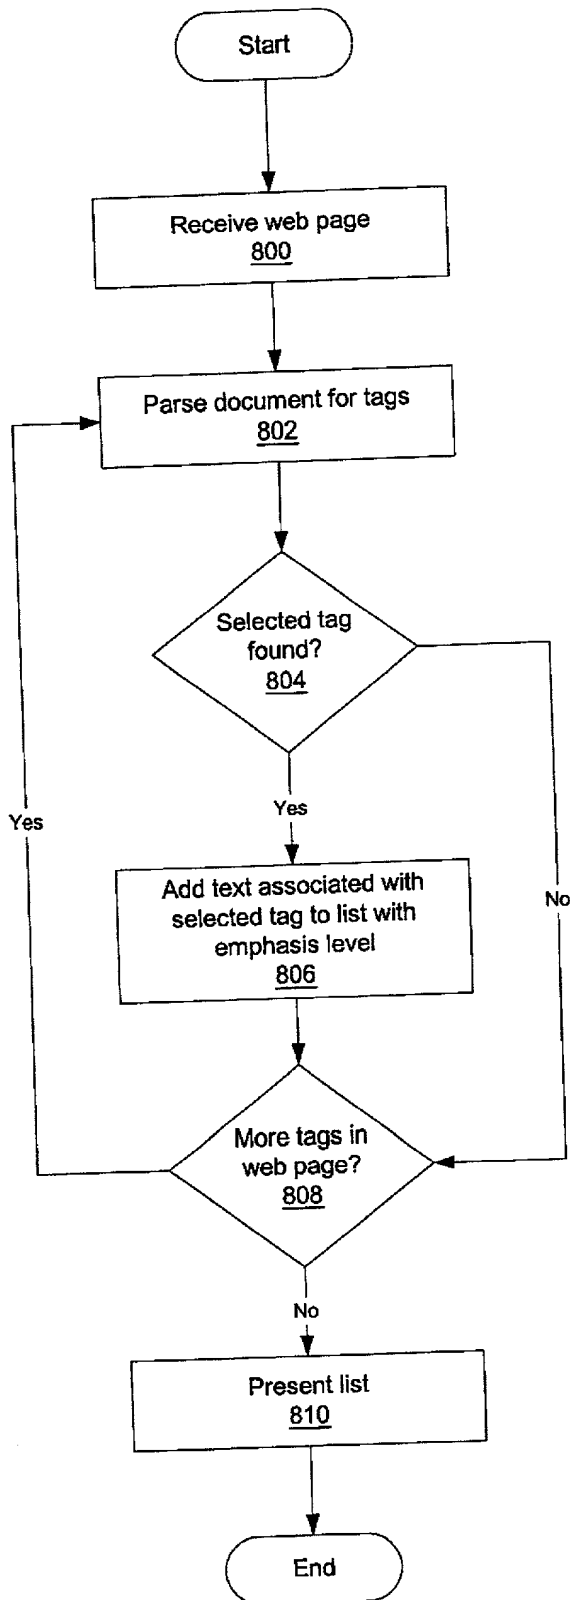 Start
Receive web page
800
Parse document for tags
802
Selected tag
found?
804
Yes
Yes
Add text associated with
selected tag to list with
emphasis level
806
No
More tags in
web page?
808
No
Present list
810
End